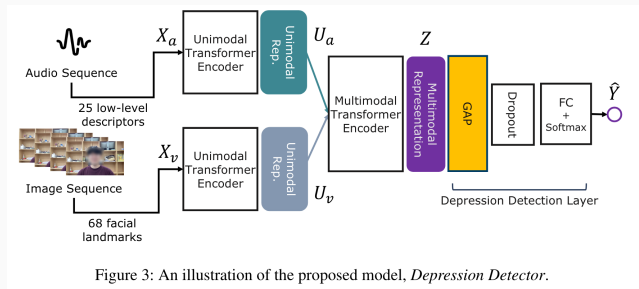 Audio Sequence
25 low-level
descriptors
X_a
Unimodal
Transformer
Encoder
Unimodal
Rep.
U_a
Image Sequence
68 facial
landmarks
X_v
Unimodal
Transformer
Encoder
Unimodal
Rep.
U_v
Multimodal
Transformer
Encoder
Z
Multimodal
Representation
GAP
Dropout
FC
+
Softmax
Ŷ
Depression Detection Layer
Figure 3: An illustration of the proposed model, Depression Detector.